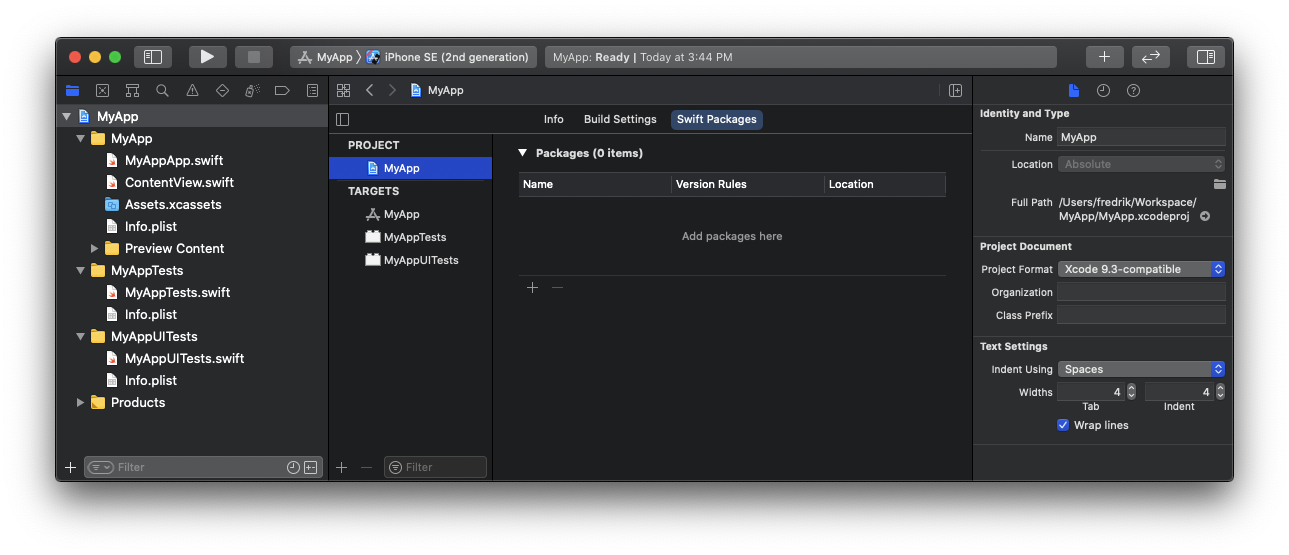 MyApp iPhone SE (2nd generation)
MyApp: Ready | Today at 3:44 PM
MyApp
MyApp
MyAppApp.swift
ContentView.swift
Assets.xcassets
Info.plist
Preview Content
MyAppTests
MyAppTests.swift
Info.plist
MyAppUITests
MyAppUITests.swift
Info.plist
Products
Filter
MyApp
Info Build Settings Swift Packages
PROJECT
MyApp
TARGETS
MyApp
MyAppTests
MyAppUITests
Filter
Packages (0 items)
Name Version Rules Location
Add packages here
Identity and Type
Name MyApp
Location Absolute
Full Path /Users/fredrik/Workspace/
MyApp/MyApp.xcodeproj
Project Document
Project Format Xcode 9.3-compatible
Organization
Class Prefix
Text Settings
Indent Using Spaces
Widths 4 4
Tab Indent
Wrap lines